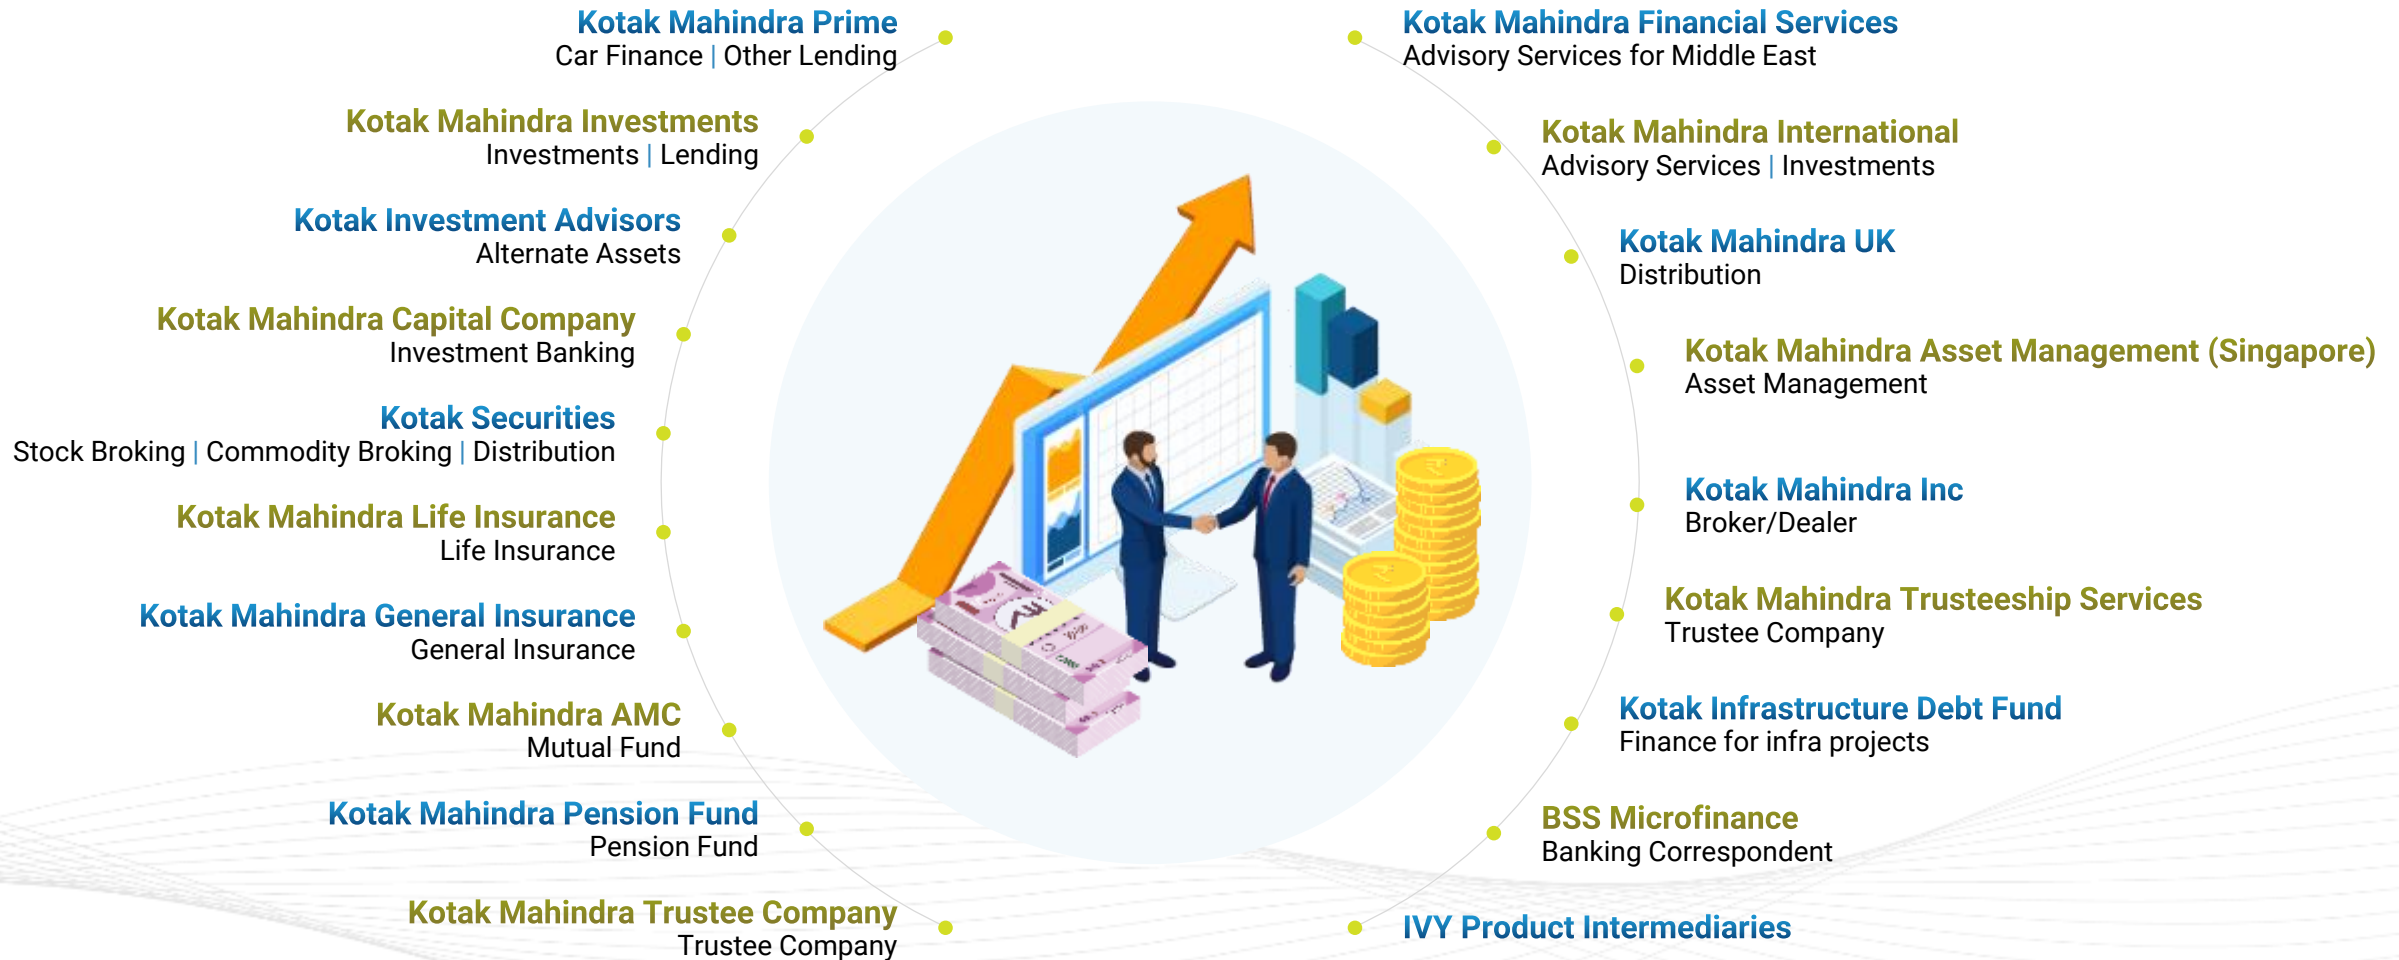 Kotak Mahindra Prime
Car Finance | Other Lending
Kotak Mahindra Investments
Investments | Lending
Kotak Investment Advisors
Alternate Assets
Kotak Mahindra Capital Company
Investment Banking
Kotak Securities
Stock Broking | Commodity Broking | Distribution
Kotak Mahindra Life Insurance
Life Insurance
Kotak Mahindra General Insurance
General Insurance
Kotak Mahindra AMC
Mutual Fund
Kotak Mahindra Pension Fund
Pension Fund
Kotak Mahindra Trustee Company
Trustee Company
Kotak Mahindra Financial Services
Advisory Services for Middle East
Kotak Mahindra International
Advisory Services | Investments
Kotak Mahindra UK
Distribution
Kotak Mahindra Asset Management (Singapore)
Asset Management
Kotak Mahindra Inc
Broker/Dealer
Kotak Mahindra Trusteeship Services
Trustee Company
Kotak Infrastructure Debt Fund
Finance for infra projects
BSS Microfinance
Banking Correspondent
IVY Product Intermediaries